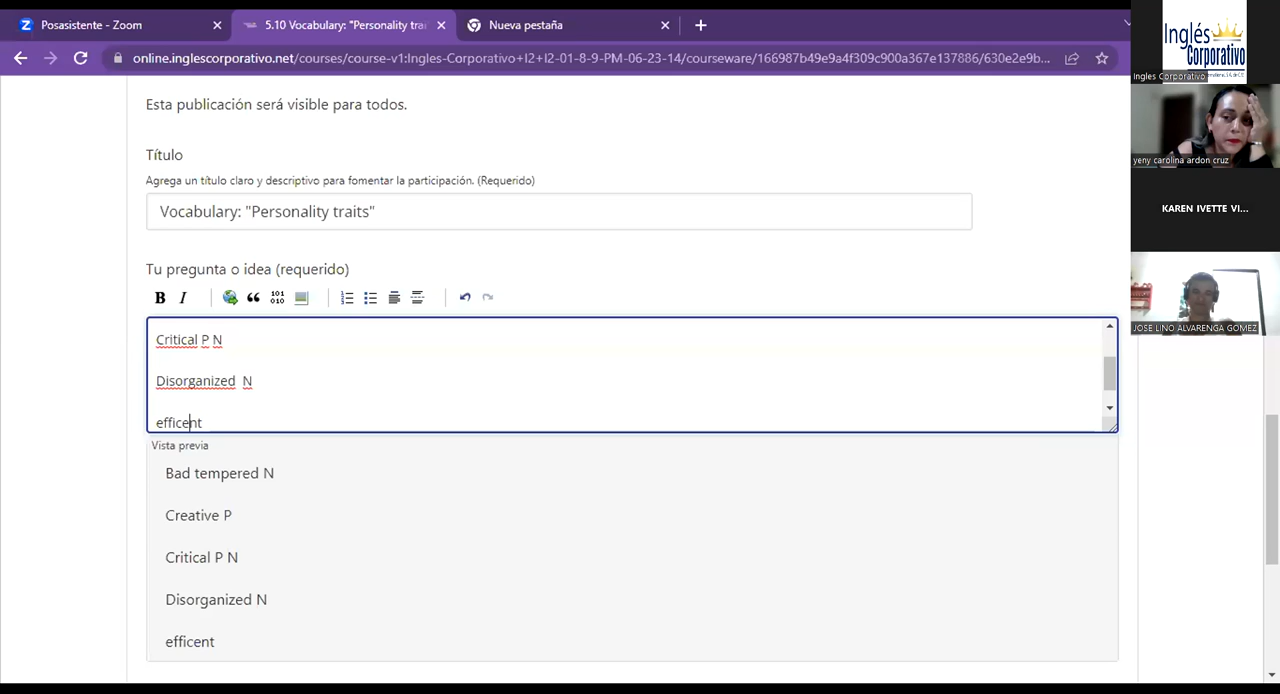 Posasistente - Zoom
5.10 Vocabulary: "Personality trai
Nueva pestaña
online.inglescorporativo.net/courses/course-v1:Ingles-Corporativo+I2+I2-01-8-9-PM-06-23-14/courseware/166987b49e9a4f309c900a367e137886/630e2e9b...
Esta publicación será visible para todos.
Título
Agrega un título claro y descriptivo para fomentar la participación. (Requerido)
Vocabulary: "Personality traits"
Tu pregunta o idea (requerido)
B I
Critical P N
Disorganized N
efficent
Vista previa
Bad tempered N
Creative P
Critical P N
Disorganized N
efficent
Inglés
Corporativo
Ingles Corporativo
yeny carolina ardon cruz
KAREN IVETTE VI...
JOSE LINO ALVARENGA GOMEZ